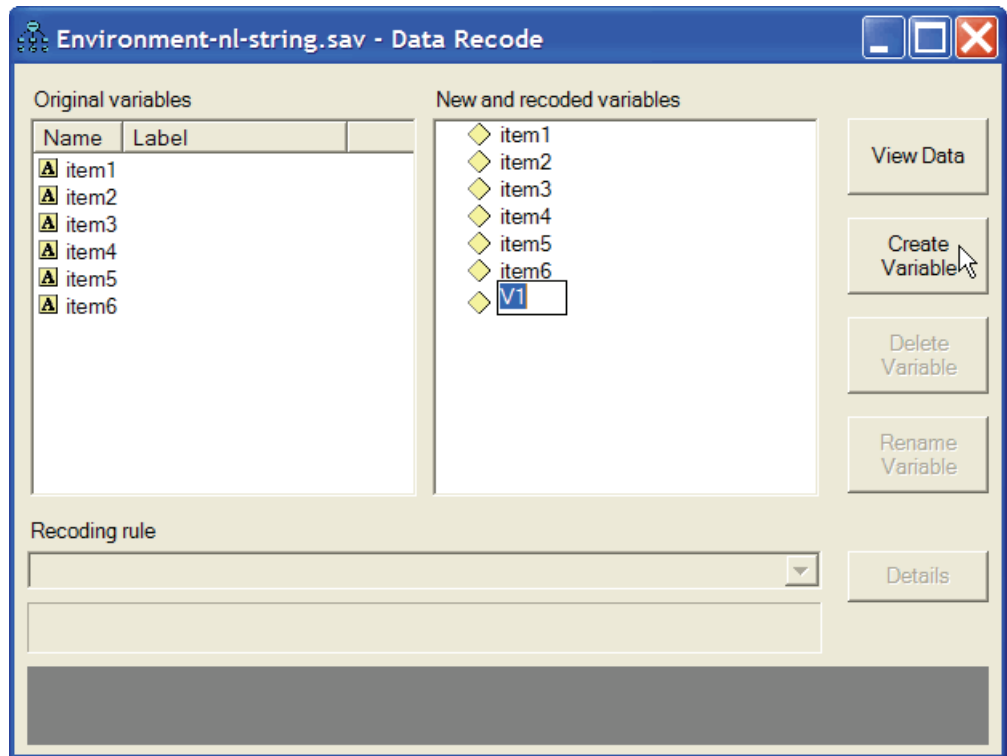 Environment-nl-string.sav - Data Recode
Original variables
Name Label
A item1
A item2
A item3
A item4
A item5
A item6
New and recoded variables
item1
item2
item3
item4
item5
item6
V1
View Data
Create
Variable
Delete
Variable
Rename
Variable
Recoding rule
Details